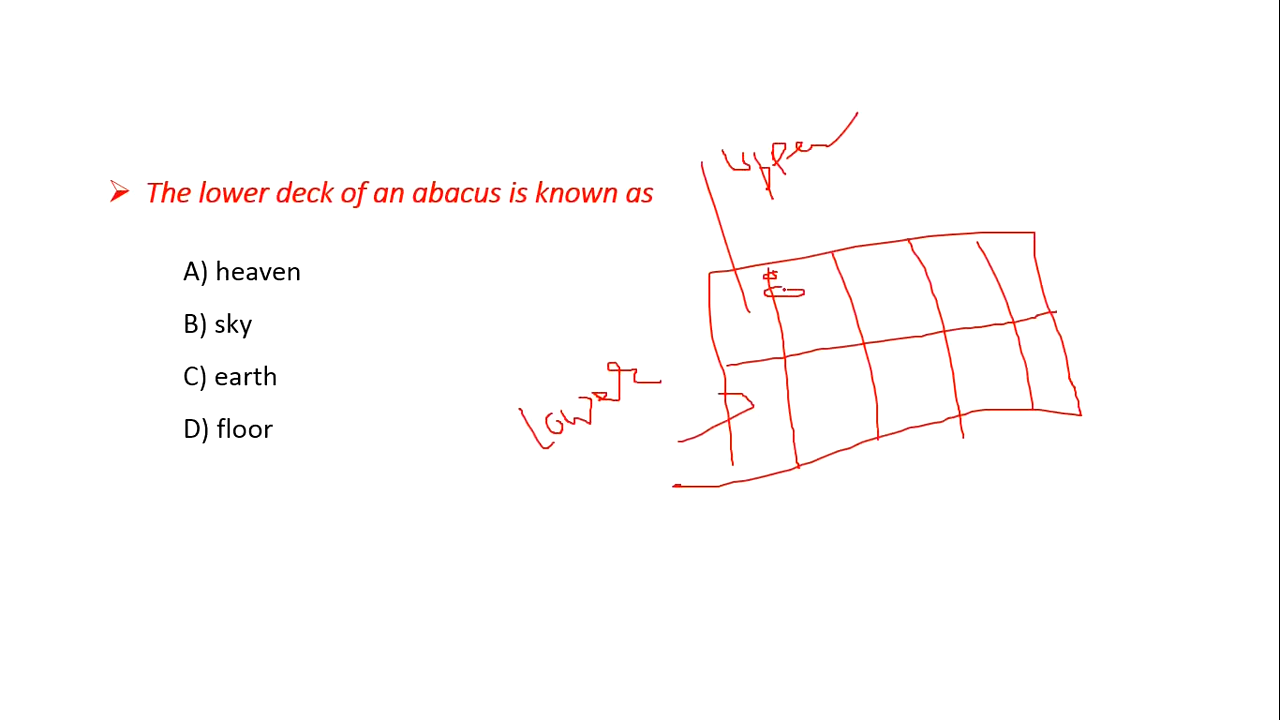 upper
➢ The lower deck of an abacus is known as
A) heaven
B) sky
C) earth
D) floor
Lower